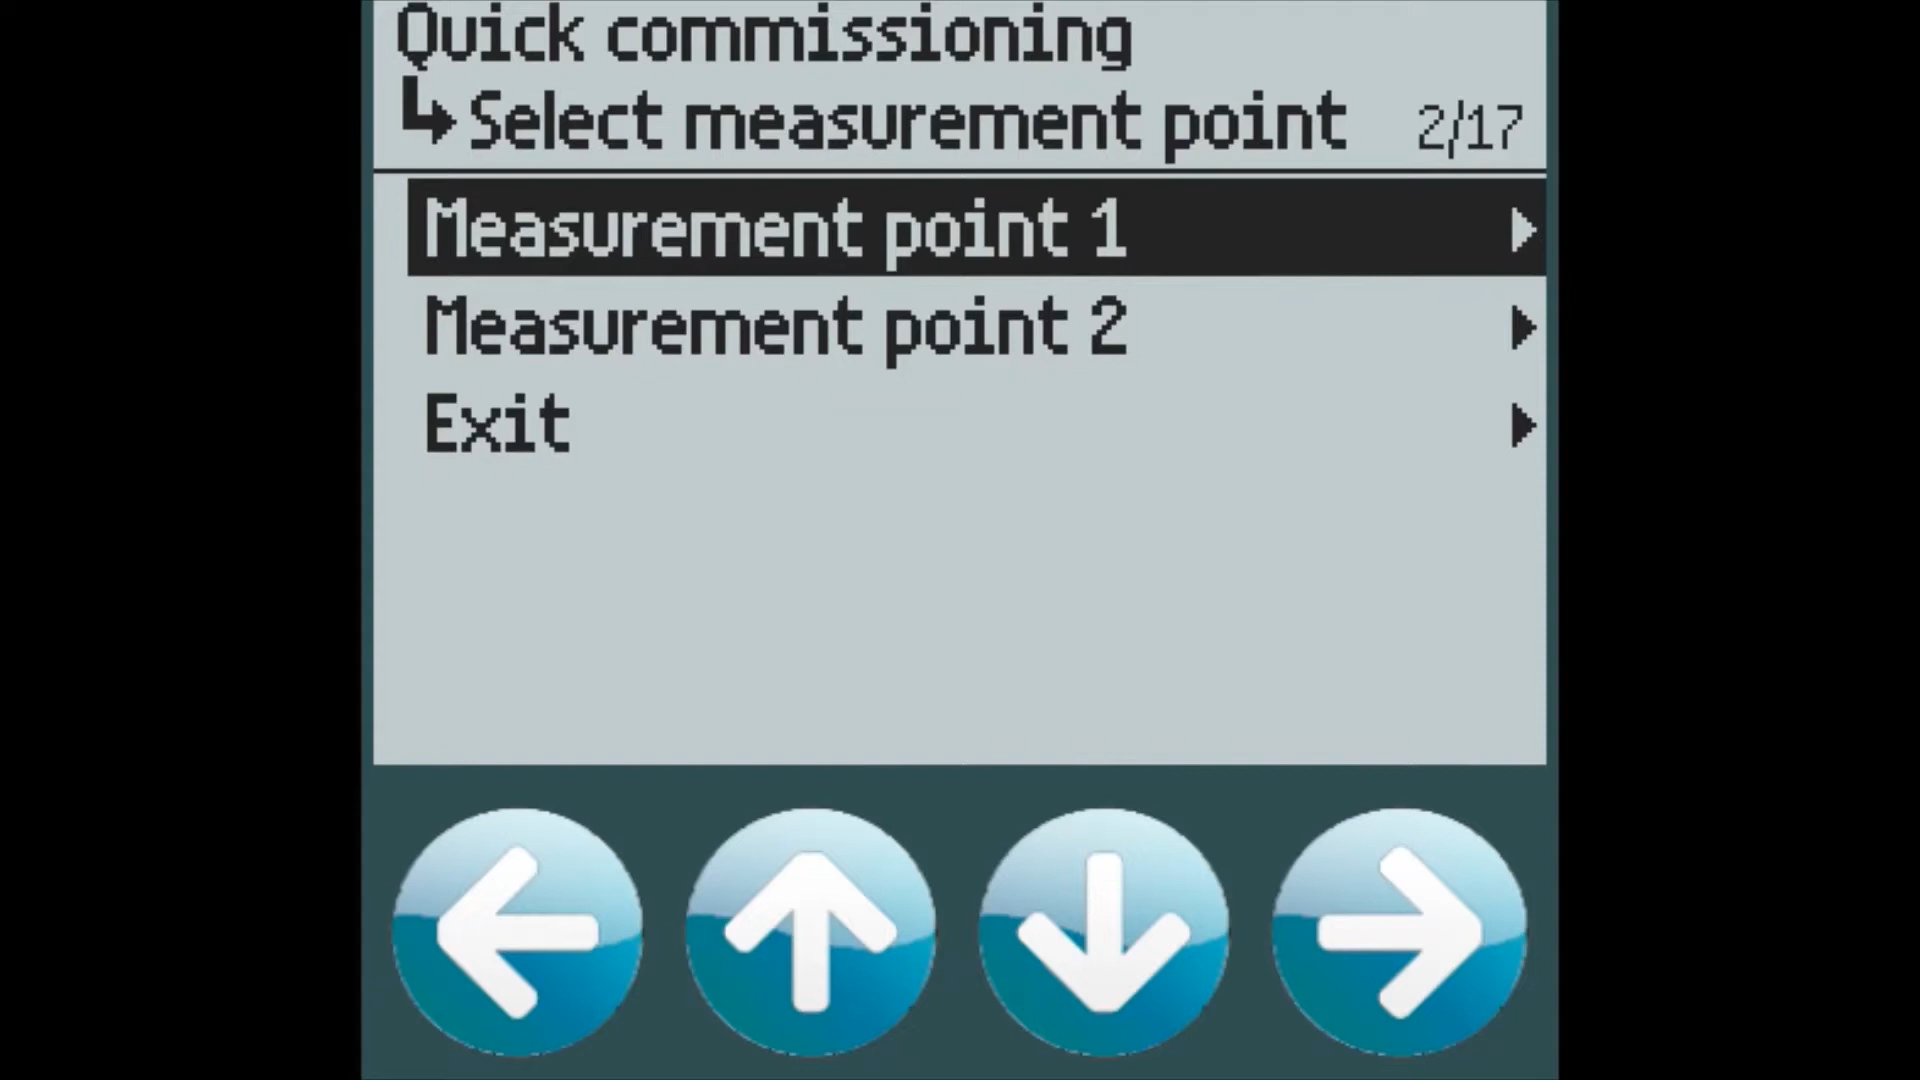 Quick commissioning
Select measurement point 2/17
Measurement point 1
Measurement point 2
Exit